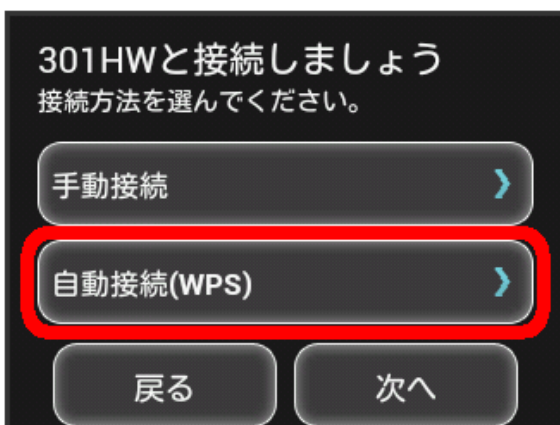 301HWと接続しましょう
接続方法を選んでください。
手動接続
自動接続(WPS)
戻る
次へ